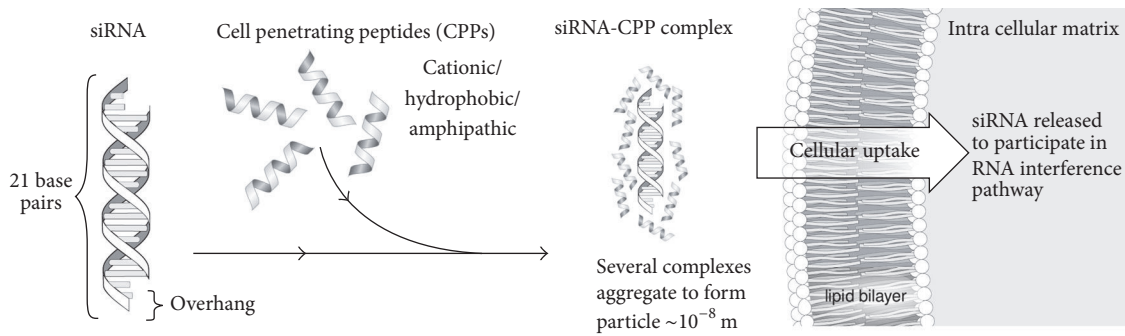 siRNA
21 base
pairs
Overhang
Cell penetrating peptides (CPPs)
Cationic/
hydrophobic/
amphipathic
siRNA-CPP complex
Several complexes
aggregate to form
particle ~10⁻⁸ m
Cellular uptake
lipid bilayer
Intra cellular matrix
siRNA released
to participate in
RNA interference
pathway